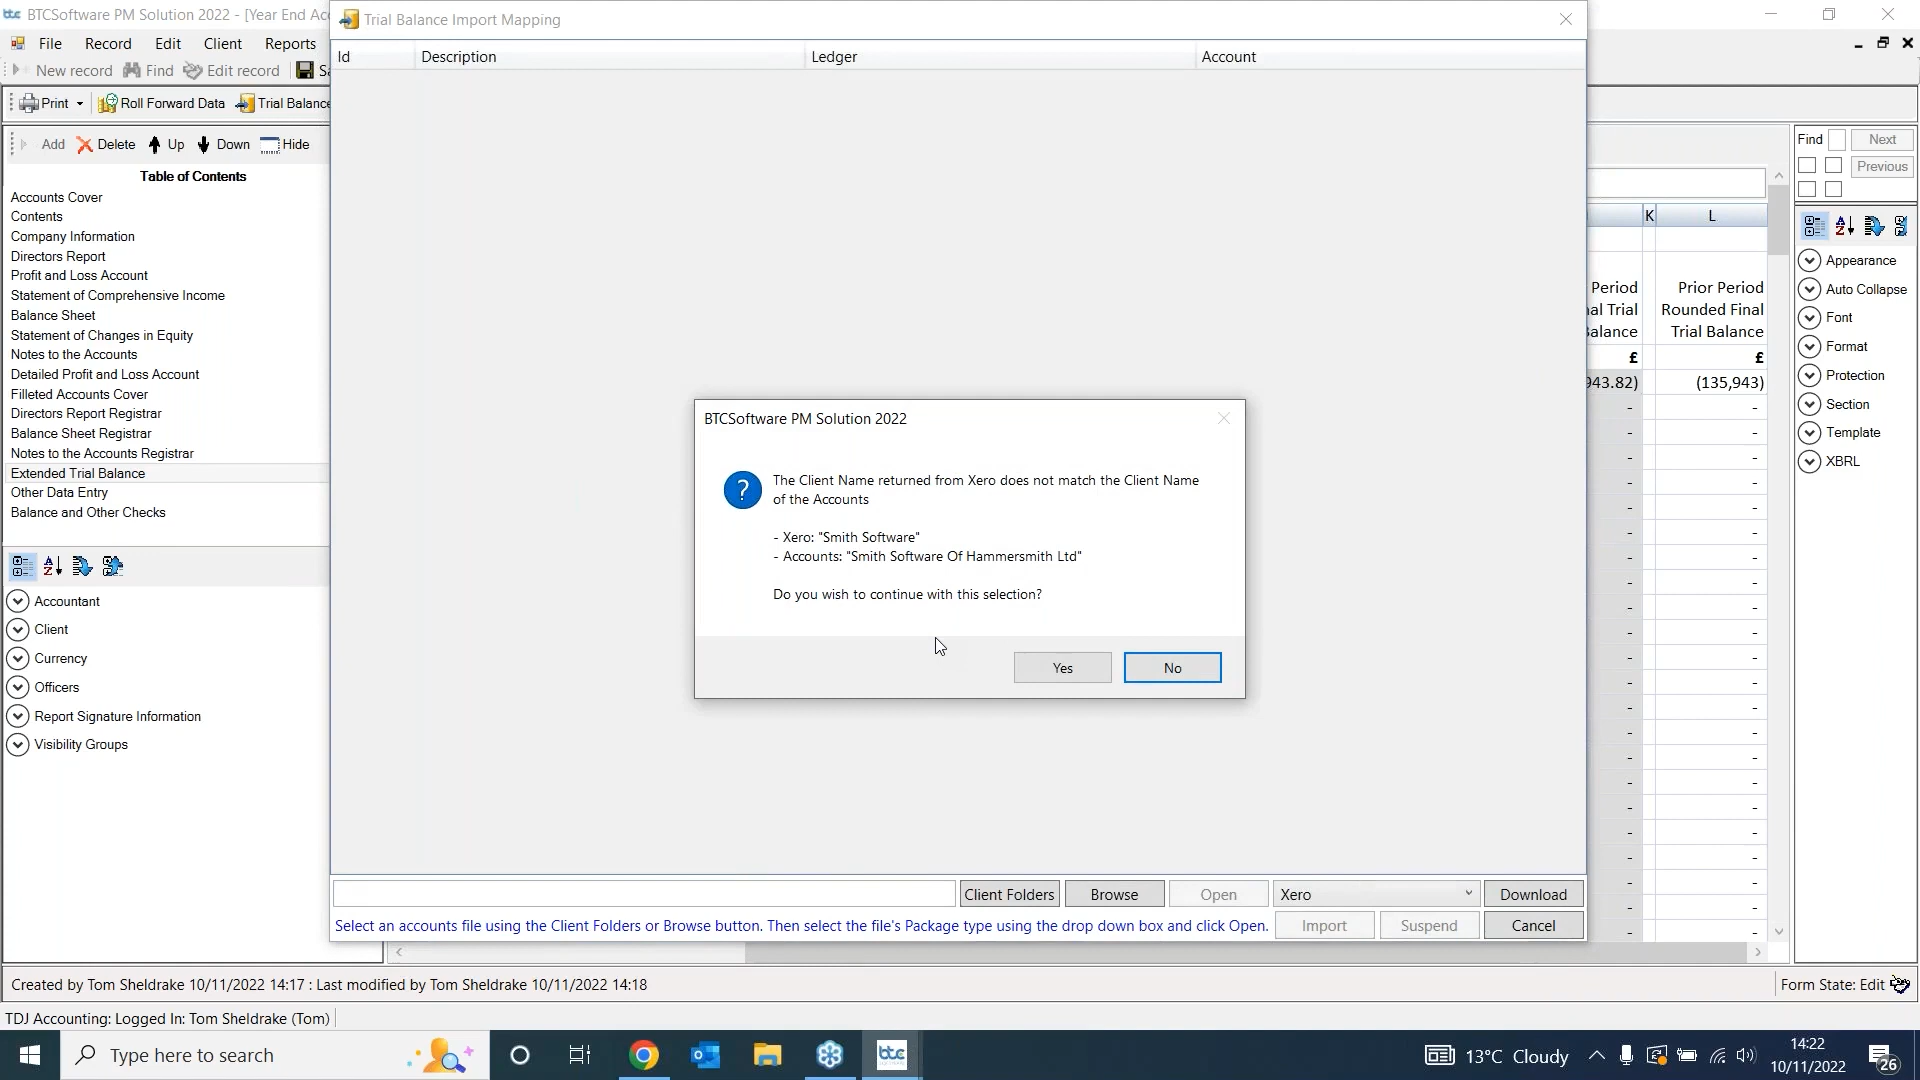 BTCSoftware PM Solution 2022 - [Year End Acc
Trial Balance Import Mapping
File Record Edit Client Reports
New record Find Edit record Sa
Print Roll Forward Data Trial Balance
Id Description Ledger Account
Add Delete Up Down Hide
Table of Contents
Accounts Cover
Contents
Company Information
Directors Report
Profit and Loss Account
Statement of Comprehensive Income
Balance Sheet
Statement of Changes in Equity
Notes to the Accounts
Detailed Profit and Loss Account
Filleted Accounts Cover
Directors Report Registrar
Balance Sheet Registrar
Notes to the Accounts Registrar
Extended Trial Balance
Other Data Entry
Balance and Other Checks
Accountant
Client
Currency
Officers
Report Signature Information
Visibility Groups
BTCSoftware PM Solution 2022
The Client Name returned from Xero does not match the Client Name
of the Accounts
- Xero: "Smith Software"
- Accounts: "Smith Software Of Hammersmith Ltd"
Do you wish to continue with this selection?
Yes No
Client Folders Browse Open Xero Download
Select an accounts file using the Client Folders or Browse button. Then select the file's Package type using the drop down box and click Open. Import Suspend Cancel
K L
Period Prior Period
al Trial Rounded Final
Balance Trial Balance
£ £
943.82) (135,943)
Find Next
Previous
Appearance
Auto Collapse
Font
Format
Protection
Section
Template
XBRL
Created by Tom Sheldrake 10/11/2022 14:17 : Last modified by Tom Sheldrake 10/11/2022 14:18
Form State: Edit
TDJ Accounting: Logged In: Tom Sheldrake (Tom)
Type here to search
btc
13°C Cloudy
14:22
10/11/2022
26